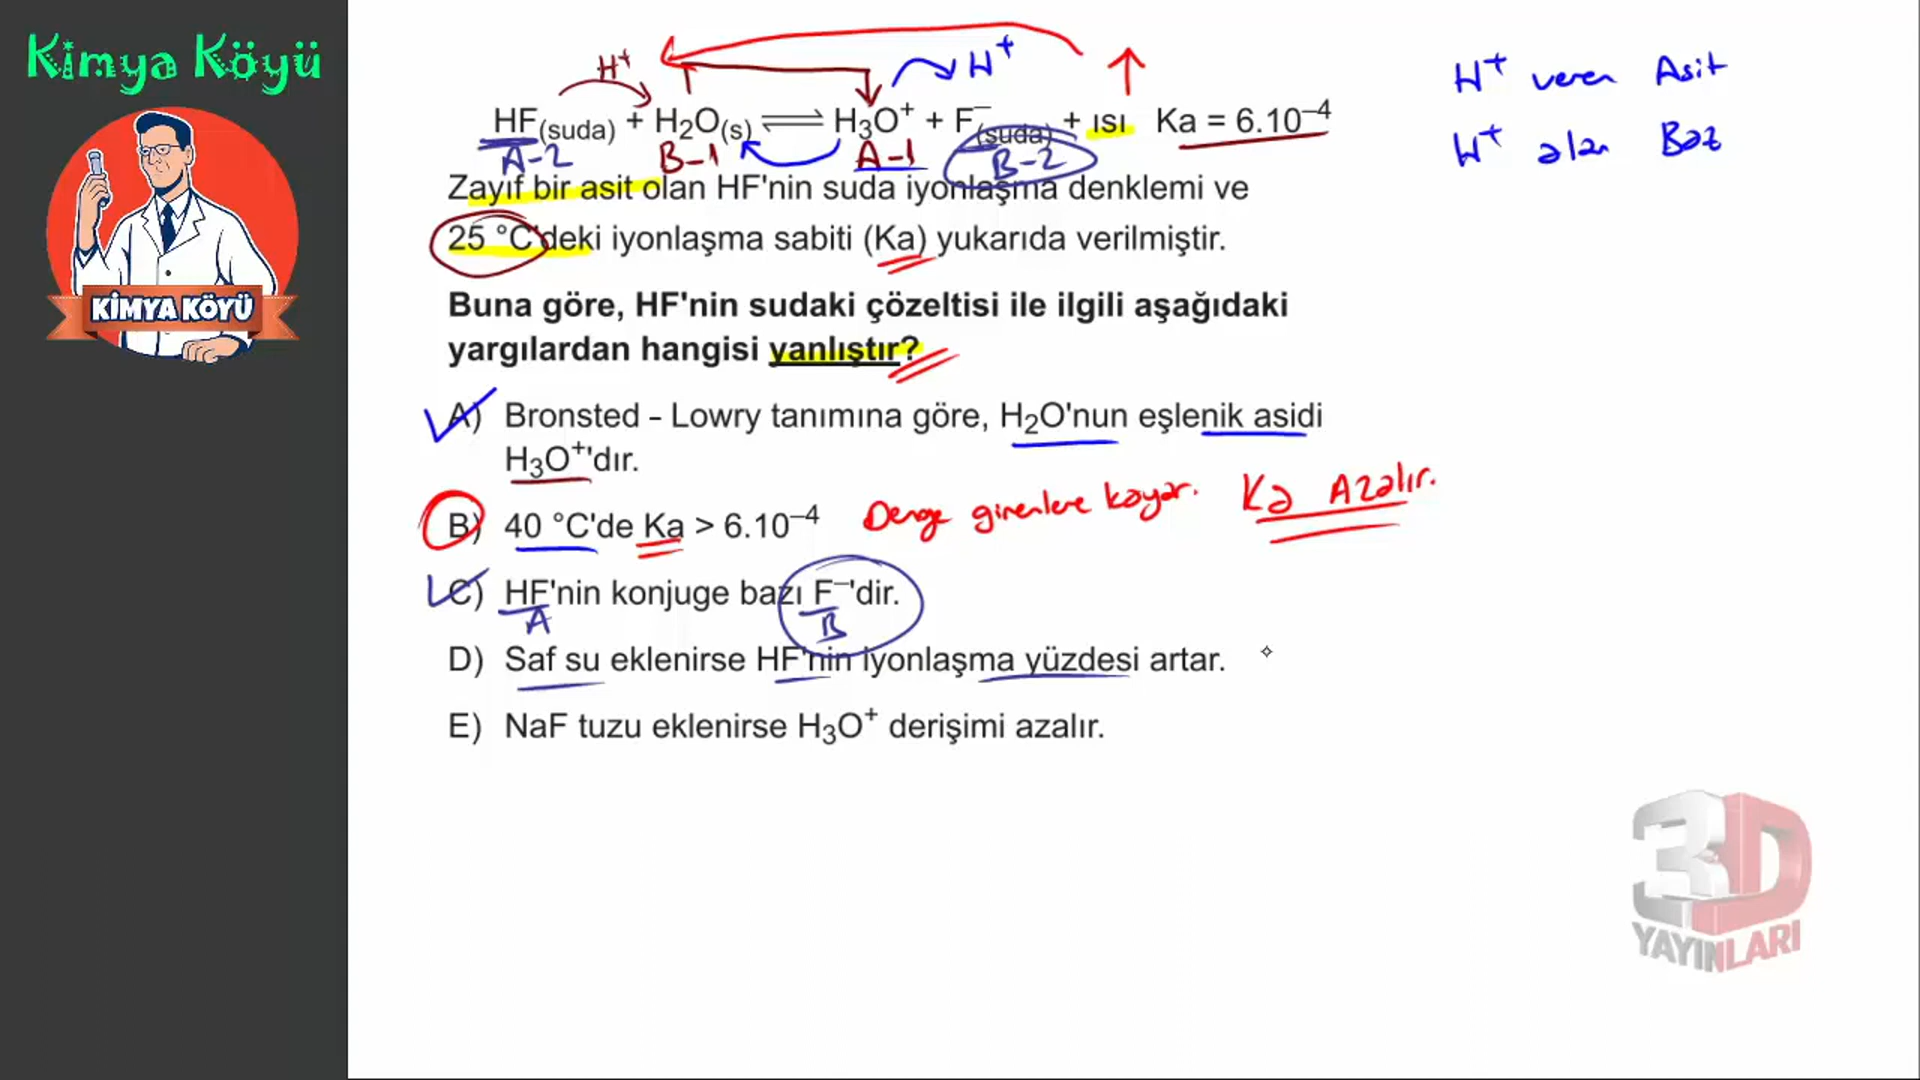 Kimya Köyü
KİMYA KÖYÜ
H⁺
H⁺
HF(suda) + H₂O(s) ⇌ H₃O⁺ + F⁻(suda) + ısı Ka = 6.10⁻⁴
A-2 B-1 A-1 B-2
H⁺ veren Asit
H⁺ alan Baz
Zayıf bir asit olan HF'nin suda iyonlaşma denklemi ve
25 °C'deki iyonlaşma sabiti (Ka) yukarıda verilmiştir.
Buna göre, HF'nin sudaki çözeltisi ile ilgili aşağıdaki
yargılardan hangisi yanlıştır?
A) Bronsted – Lowry tanımına göre, H₂O'nun eşlenik asidi
H₃O⁺'dır.
B) 40 °C'de Ka > 6.10⁻⁴ Denge girenlere kayar. Ka Azalır.
C) HF'nin konjuge bazı F⁻'dir.
A B
D) Saf su eklenirse HF'nin iyonlaşma yüzdesi artar.
E) NaF tuzu eklenirse H₃O⁺ derişimi azalır.
3D
YAYINLARI